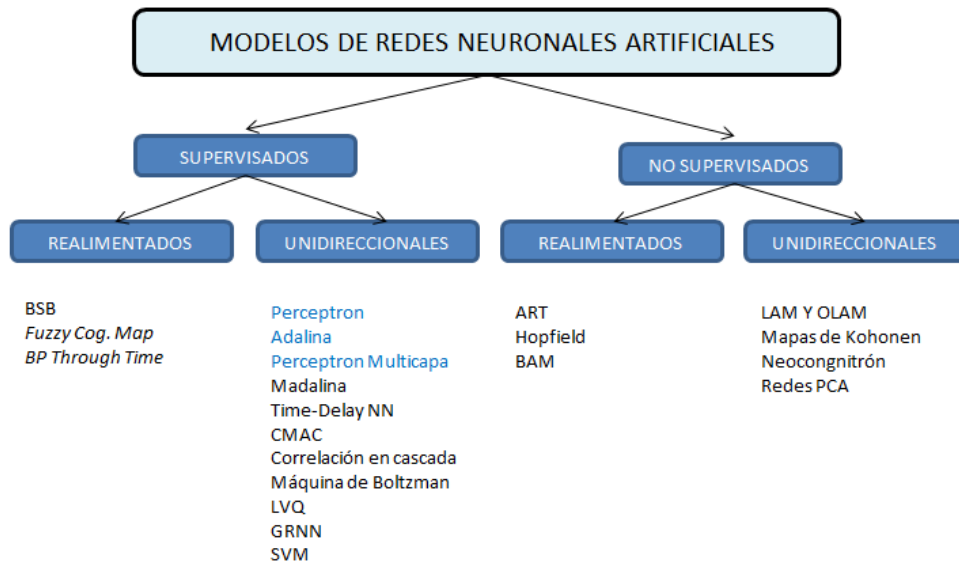 MODELOS DE REDES NEURONALES ARTIFICIALES
SUPERVISADOS
NO SUPERVISADOS
REALIMENTADOS
UNIDIRECCIONALES
REALIMENTADOS
UNIDIRECCIONALES
BSB
Fuzzy Cog. Map
BP Through Time
Perceptron
Adalina
Perceptron Multicapa
Madalina
Time-Delay NN
CMAC
Correlación en cascada
Máquina de Boltzman
LVQ
GRNN
SVM
ART
Hopfield
BAM
LAM Y OLAM
Mapas de Kohonen
Neocongnitrón
Redes PCA